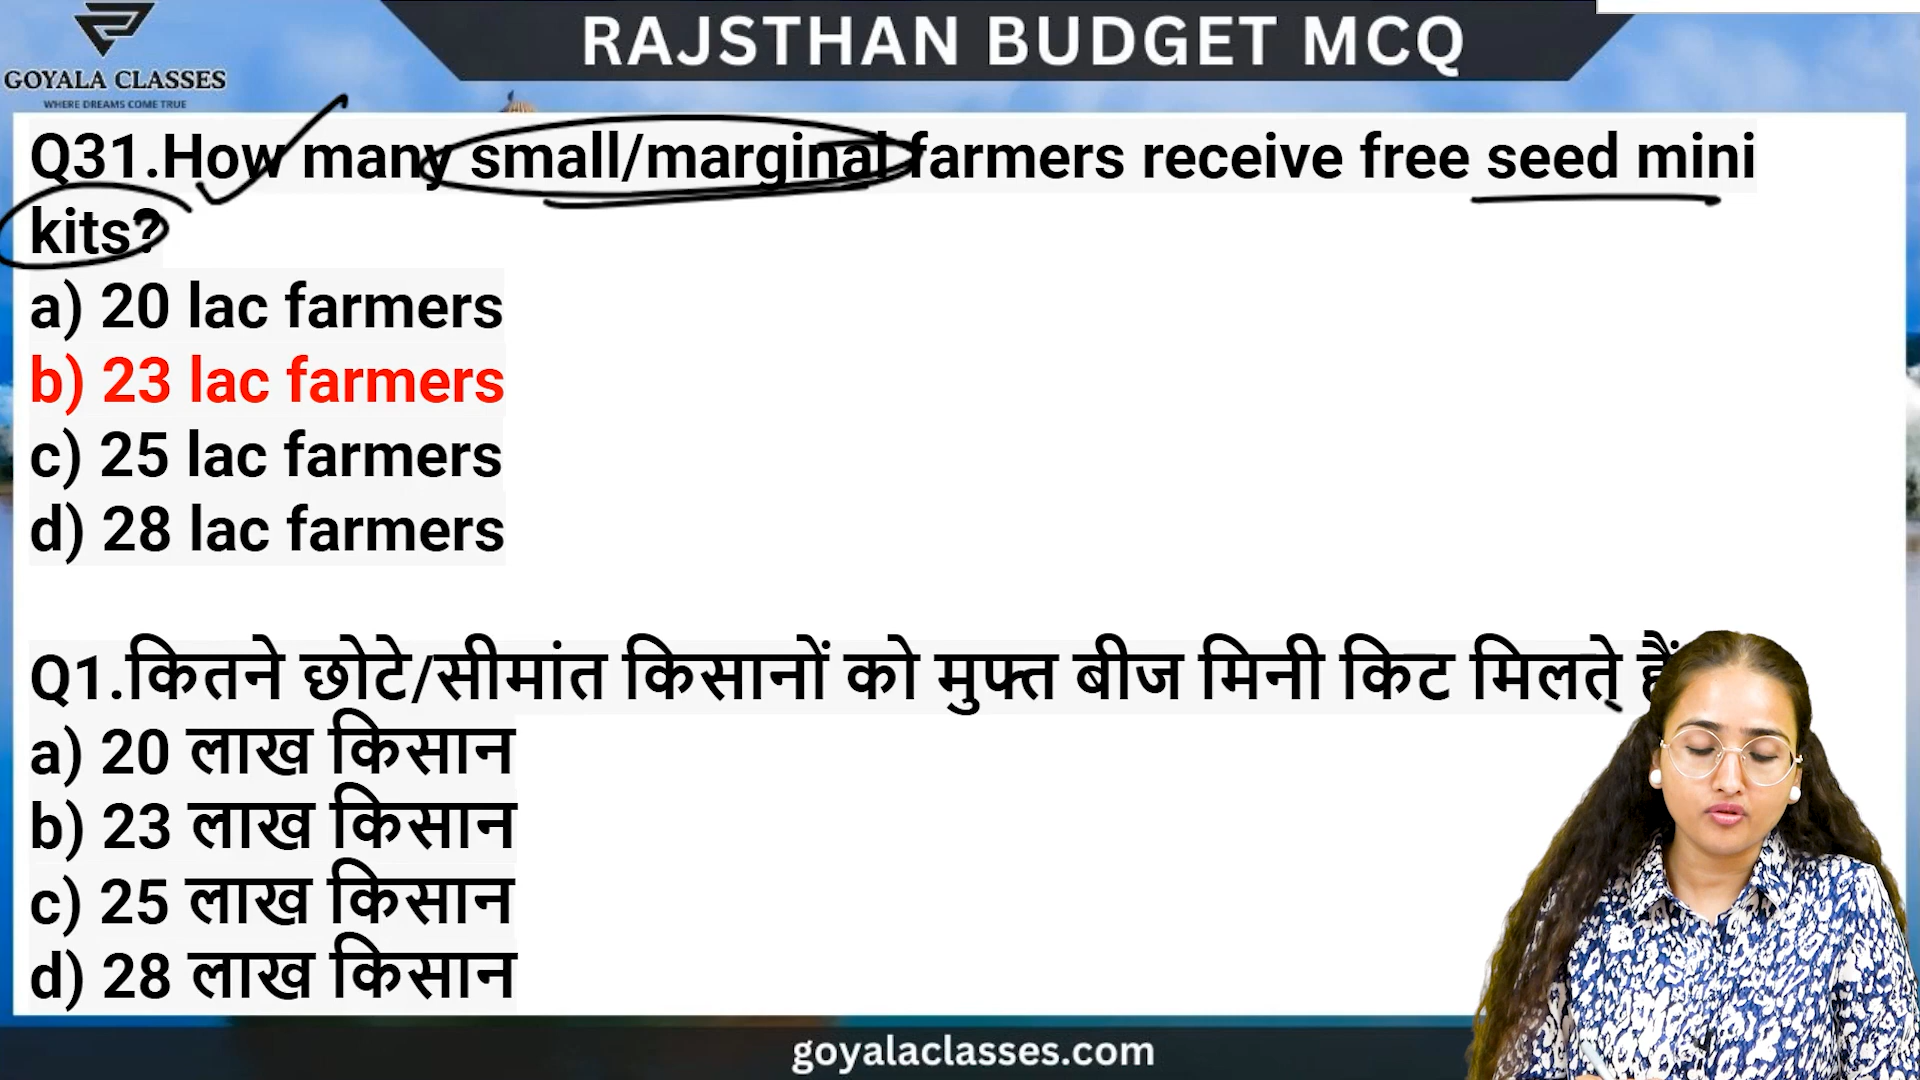 GOYALA CLASSES
WHERE DREAMS COME TRUE
RAJSTHAN BUDGET MCQ
Q31.How many small/marginal farmers receive free seed mini
kits?
a) 20 lac farmers
b) 23 lac farmers
c) 25 lac farmers
d) 28 lac farmers
Q1.कितने छोटे/सीमांत किसानों को मुफ्त बीज मिनी किट मिलते हैं
a) 20 लाख किसान
b) 23 लाख किसान
c) 25 लाख किसान
d) 28 लाख किसान
goyalaclasses.com